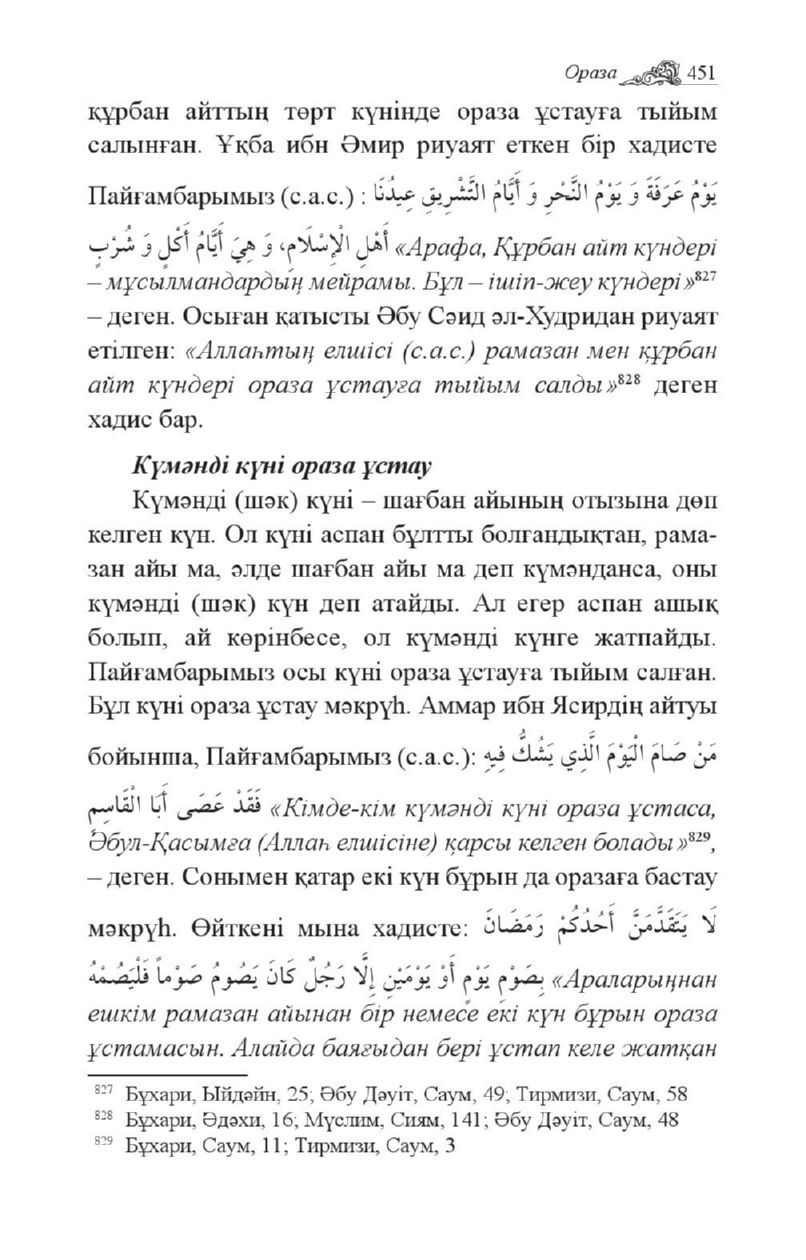 Ораза 451
құрбан айттың төрт күнінде ораза ұстауға тыйым
салынған. Ұқба ибн Әмир риуаят еткен бір хадисте
Пайғамбарымыз (с.а.с.) : يَوْمُ عَرَفَةَ وَ يَوْمُ النَّحْرِ وَ أَيَّامُ التَّشْرِيقِ عِيدُنَا
أَهْلَ الْإِسْلَامِ، وَ هِيَ أَيَّامُ أَكْلٍ وَ شُرْبٍ «Арафа, Құрбан айт күндері
– мұсылмандардың мейрамы. Бұл – ішіп-жеу күндері»⁸²⁷
– деген. Осыған қатысты Әбу Сәид әл-Худридан риуаят
етілген: «Аллаһтың елшісі (с.а.с.) рамазан мен құрбан
айт күндері ораза ұстауға тыйым салды»⁸²⁸ деген
хадис бар.
Күмәнді күні ораза ұстау
Күмәнді (шәк) күні – шағбан айының отызына дөп
келген күн. Ол күні аспан бұлтты болғандықтан, рама-
зан айы ма, әлде шағбан айы ма деп күмәнданса, оны
күмәнді (шәк) күн деп атайды. Ал егер аспан ашық
болып, ай көрінбесе, ол күмәнді күнге жатпайды.
Пайғамбарымыз осы күні ораза ұстауға тыйым салған.
Бұл күні ораза ұстау мәкрүһ. Аммар ибн Ясирдің айтуы
бойынша, Пайғамбарымыз (с.а.с.): مَنْ صَامَ الْيَوْمَ الَّذِي يَشُكُّ فِيهِ
فَقَدْ عَصَى أَبَا الْقَاسِمِ «Кімде-кім күмәнді күні ораза ұстаса,
Әбул-Қасымға (Аллаһ елшісіне) қарсы келген болады»⁸²⁹,
– деген. Сонымен қатар екі күн бұрын да оразаға бастау
мәкрүһ. Өйткені мына хадисте: لَا يَتَقَدَّمَنَّ أَحَدُكُمْ رَمَضَانَ
بِصَوْمِ يَوْمٍ أَوْ يَوْمَيْنِ إِلَّا رَجُلٌ كَانَ يَصُومُ صَوْماً فَلْيَصُمْهُ «Араларыңнан
ешкім рамазан айынан бір немесе екі күн бұрын ораза
ұстамасын. Алайда баяғыдан бері ұстап келе жатқан
⁸²⁷ Бұхари, Ыйдәйн, 25; Әбу Дәуіт, Саум, 49; Тирмизи, Саум, 58
⁸²⁸ Бұхари, Әдәхи, 16; Мүслим, Сиям, 141; Әбу Дәуіт, Саум, 48
⁸²⁹ Бұхари, Саум, 11; Тирмизи, Саум, 3